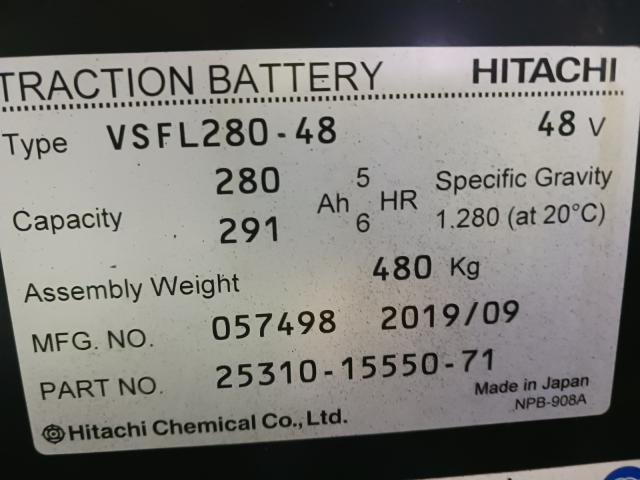 TRACTION BATTERY HITACHI
Type VSFL280-48 48 V
Capacity 280 Ah 5 HR Specific Gravity
291 6 1.280 (at 20°C)
Assembly Weight 480 Kg
MFG. NO. 057498 2019/09
PART NO. 25310-15550-71
Made in Japan
Hitachi Chemical Co., Ltd. NPB-908A